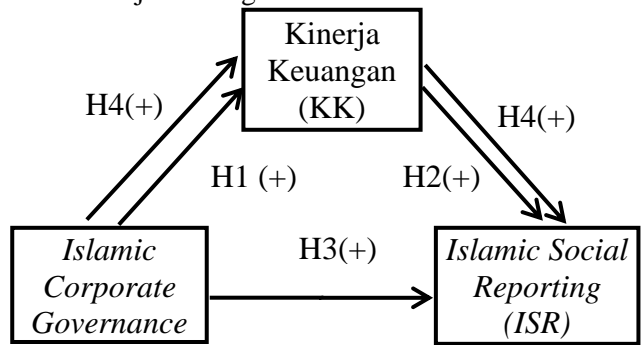 Kinerja
Keuangan
(KK)
H4(+)
H4(+)
H1 (+)
H2(+)
Islamic
Corporate
Governance
H3(+)
Islamic Social
Reporting
(ISR)